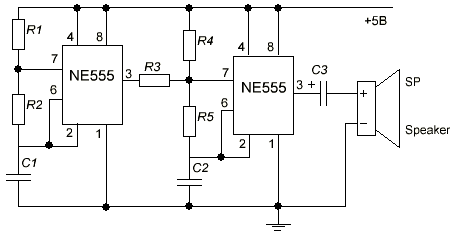 +5B
R1
4 8
R4
4 8
7
NE555
3
R3
7
NE555
3
+
C3
SP
+
−
R2
6
R5
6
2
1
2
1
Speaker
C1
C2